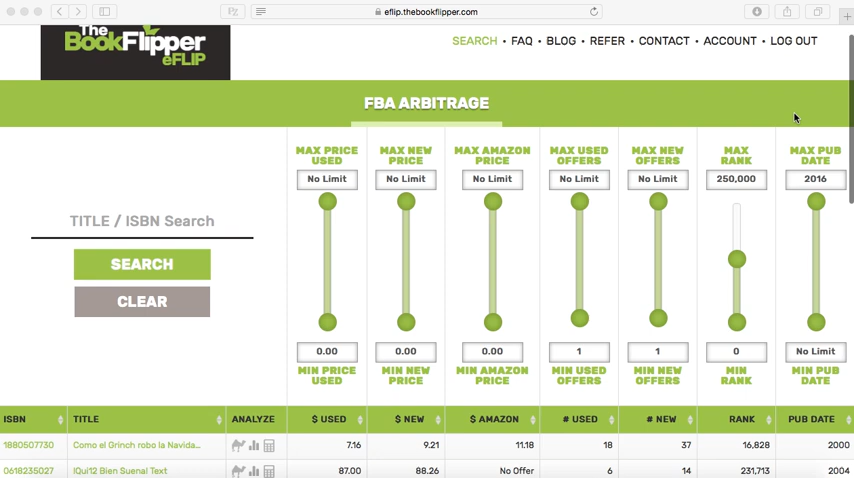 eflip.thebookflipper.com
The
BookFlipper
eFLIP
SEARCH • FAQ • BLOG • REFER • CONTACT • ACCOUNT • LOG OUT
FBA ARBITRAGE
MAX PRICE USED
MAX NEW PRICE
MAX AMAZON PRICE
MAX USED OFFERS
MAX NEW OFFERS
MAX RANK
MAX PUB DATE
No Limit No Limit No Limit No Limit No Limit 250,000 2016
TITLE / ISBN Search
SEARCH
CLEAR
0.00 0.00 0.00 1 1 0 No Limit
MIN PRICE USED
MIN NEW PRICE
MIN AMAZON PRICE
MIN USED OFFERS
MIN NEW OFFERS
MIN RANK
MIN PUB DATE
ISBN TITLE ANALYZE $ USED $ NEW $ AMAZON # USED # NEW RANK PUB DATE
1880507730 Como el Grinch robo la Navida... 7.16 9.21 11.18 18 37 16,828 2000
0618235027 !Qui12 Bien Suena! Text 87.00 88.26 No Offer 6 14 231,713 2004